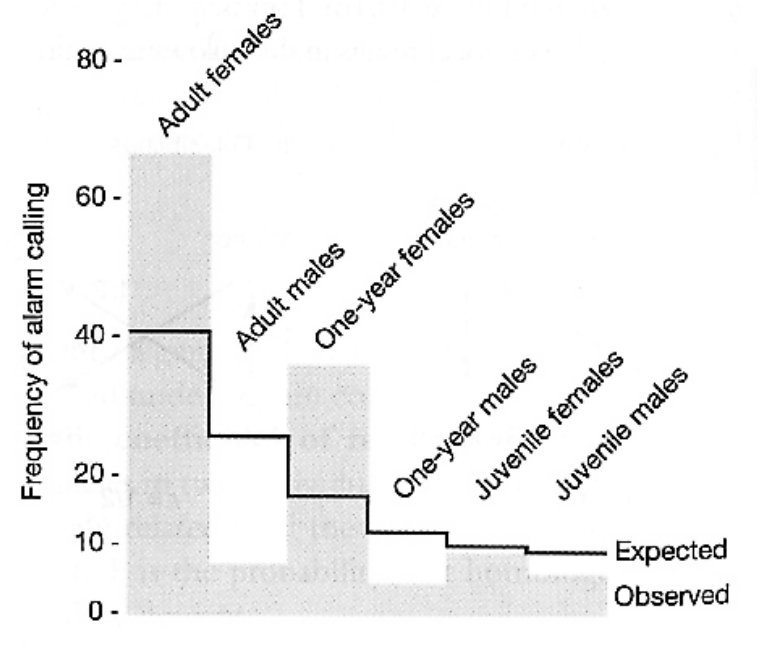 Frequency of alarm calling
80 -
60 -
40 -
20 -
10 -
0 -
Adult females
Adult males
One-year females
One-year males
Juvenile females
Juvenile males
Expected
Observed